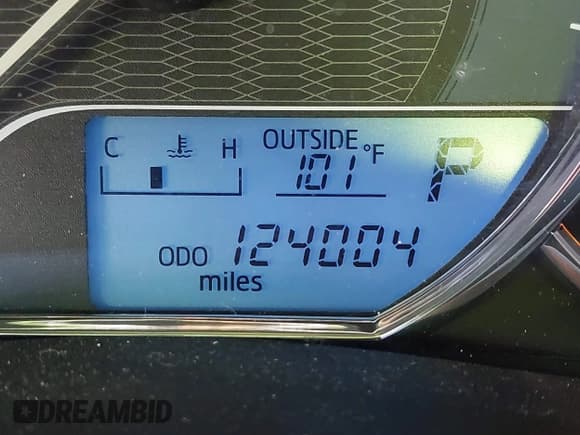 C H OUTSIDE 101 °F P
ODO 124004
miles
DREAMBID